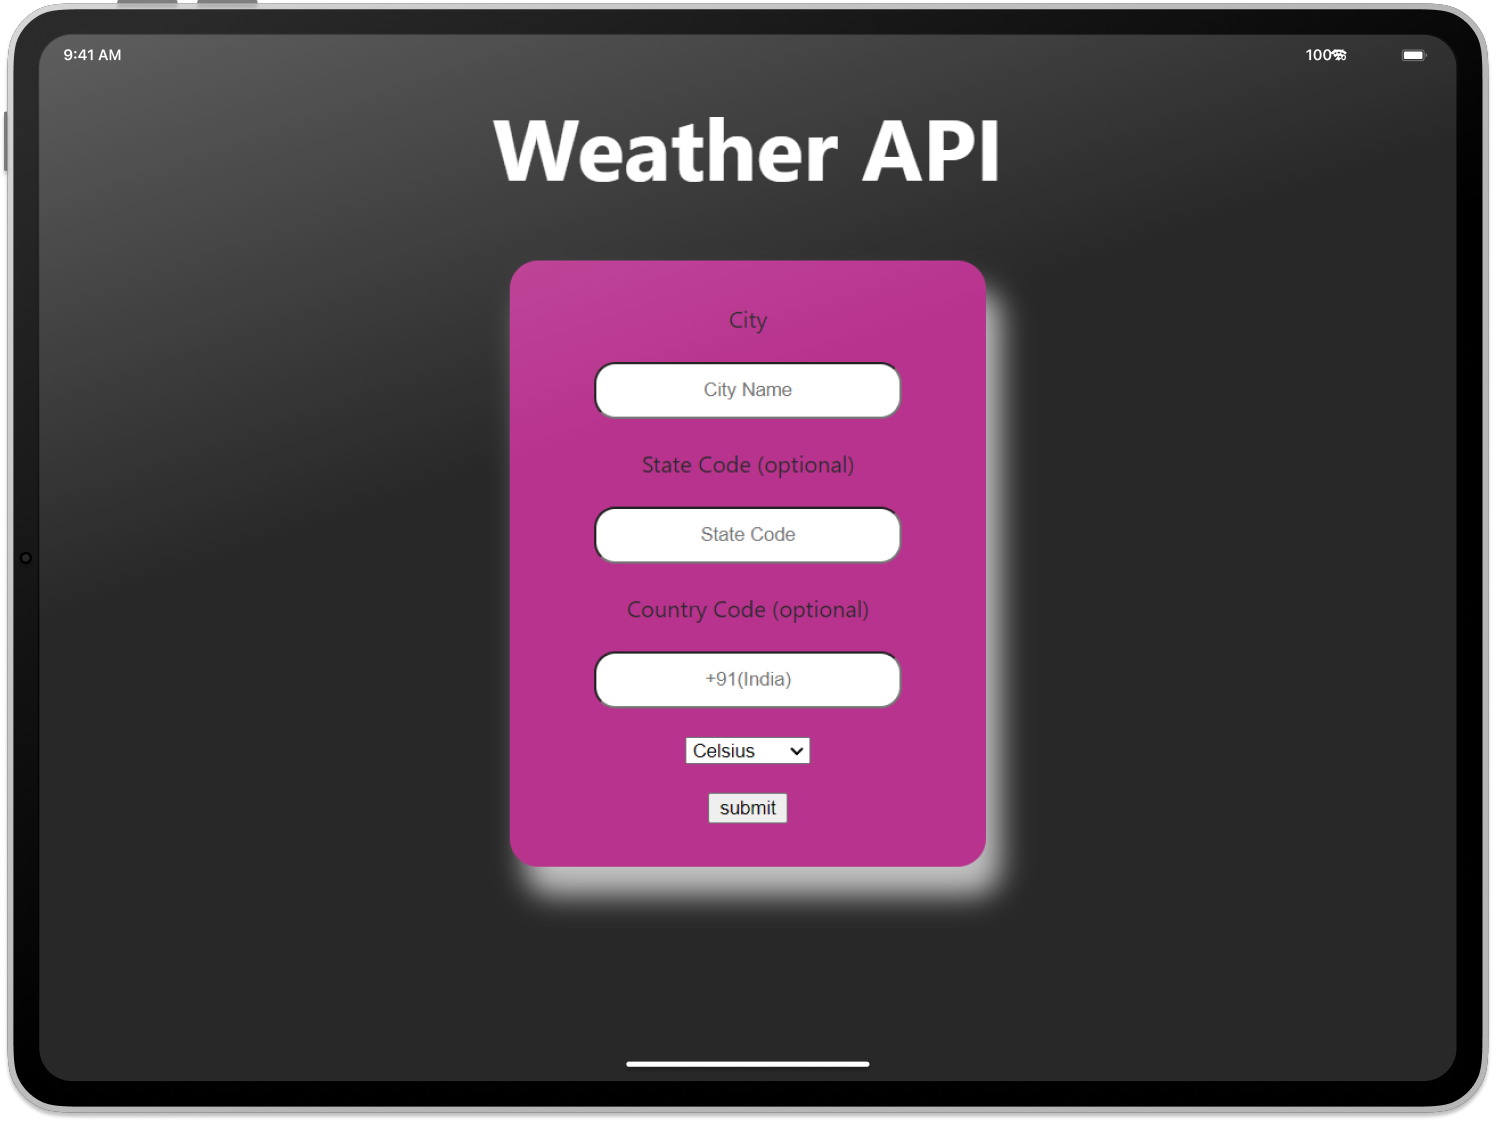 9:41 AM
100%
Weather API
City
City Name
State Code (optional)
State Code
Country Code (optional)
+91(India)
Celsius
submit